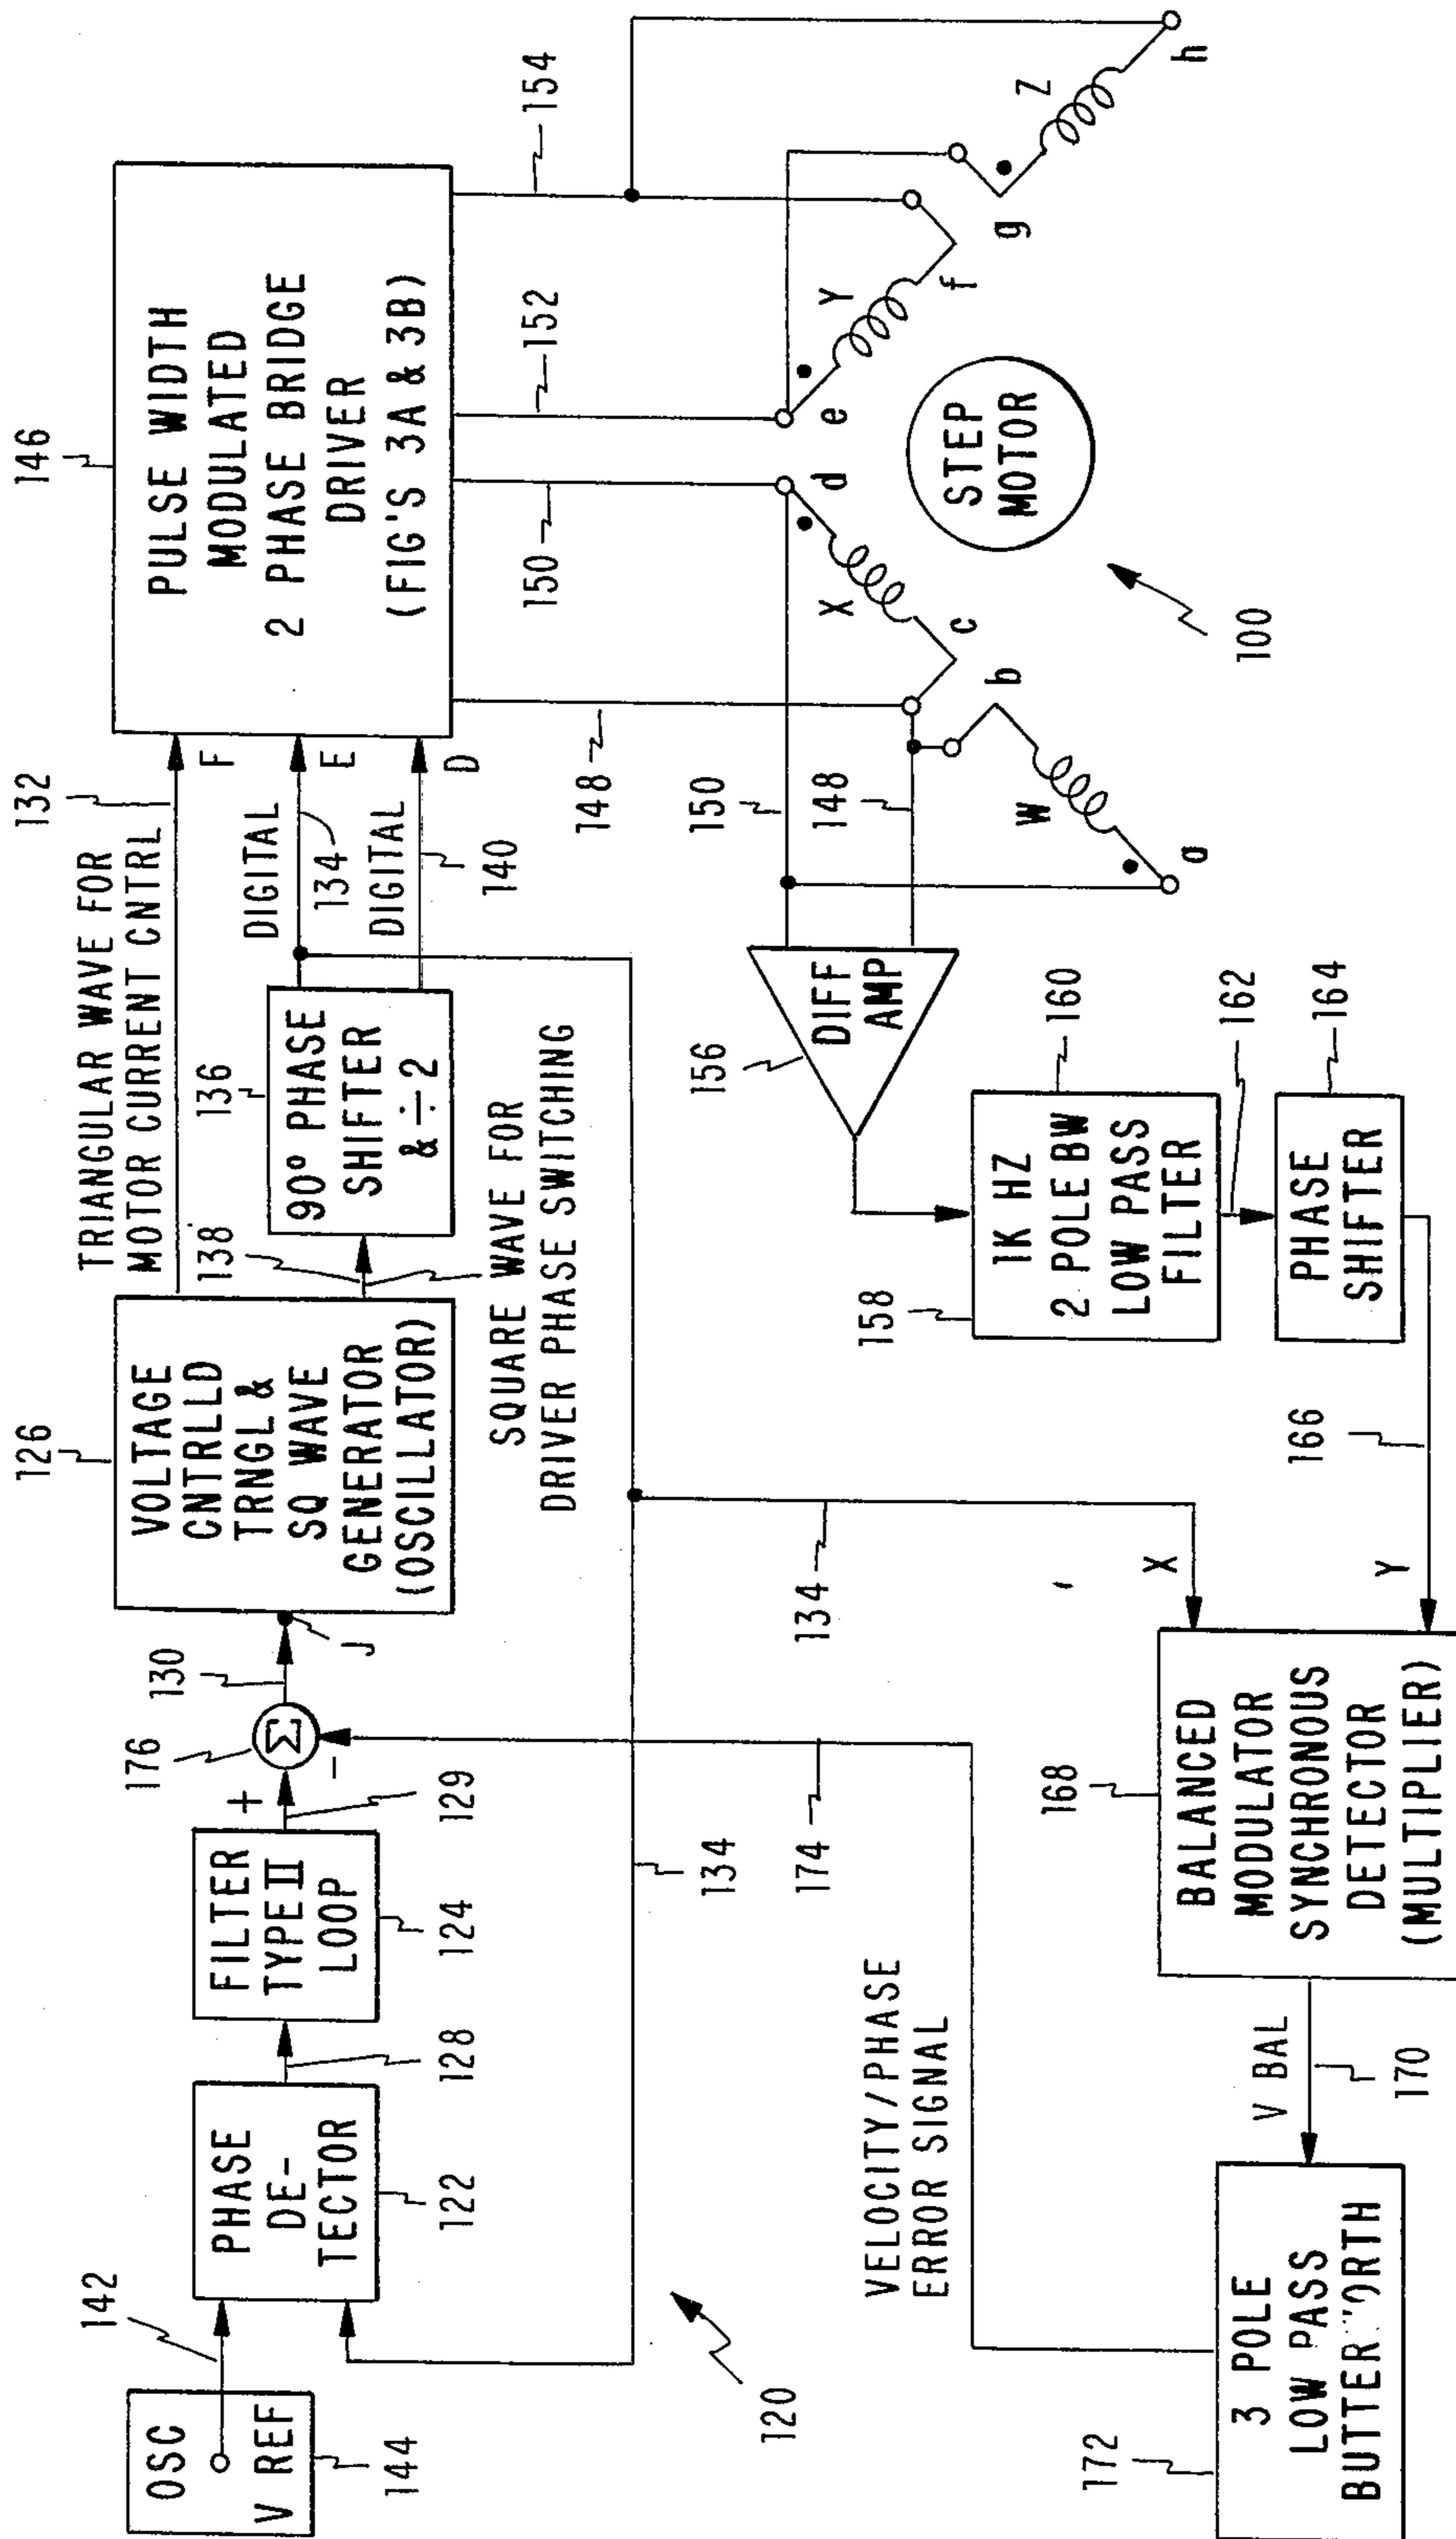 OSC
V REF
144
142
PHASE
DE-
TECTOR
122
128
FILTER
TYPE II
LOOP
124
129
+
-
Σ
176
130
J
126
VOLTAGE
CNTRLLD
TRNGL &
SQ WAVE
GENERATOR
(OSCILLATOR)
138
SQUARE WAVE FOR
DRIVER PHASE SWITCHING
TRIANGULAR WAVE FOR
MOTOR CURRENT CNTRL
132
136
90° PHASE
SHIFTER
& ÷2
DIGITAL
134
DIGITAL
140
F
E
D
146
PULSE WIDTH
MODULATED
2 PHASE BRIDGE
DRIVER
(FIG'S 3A & 3B)
148
150
152
154
150
148
X
Y
Z
W
a
b
c
d
e
f
g
h
STEP
MOTOR
100
156
DIFF
AMP
158
1K HZ
2 POLE BW
LOW PASS
FILTER
160
162
PHASE
SHIFTER
164
166
134
134
174
X
Y
168
BALANCED
MODULATOR
SYNCHRONOUS
DETECTOR
(MULTIPLIER)
V BAL
170
VELOCITY/PHASE
ERROR SIGNAL
120
172
3 POLE
LOW PASS
BUTTERWORTH